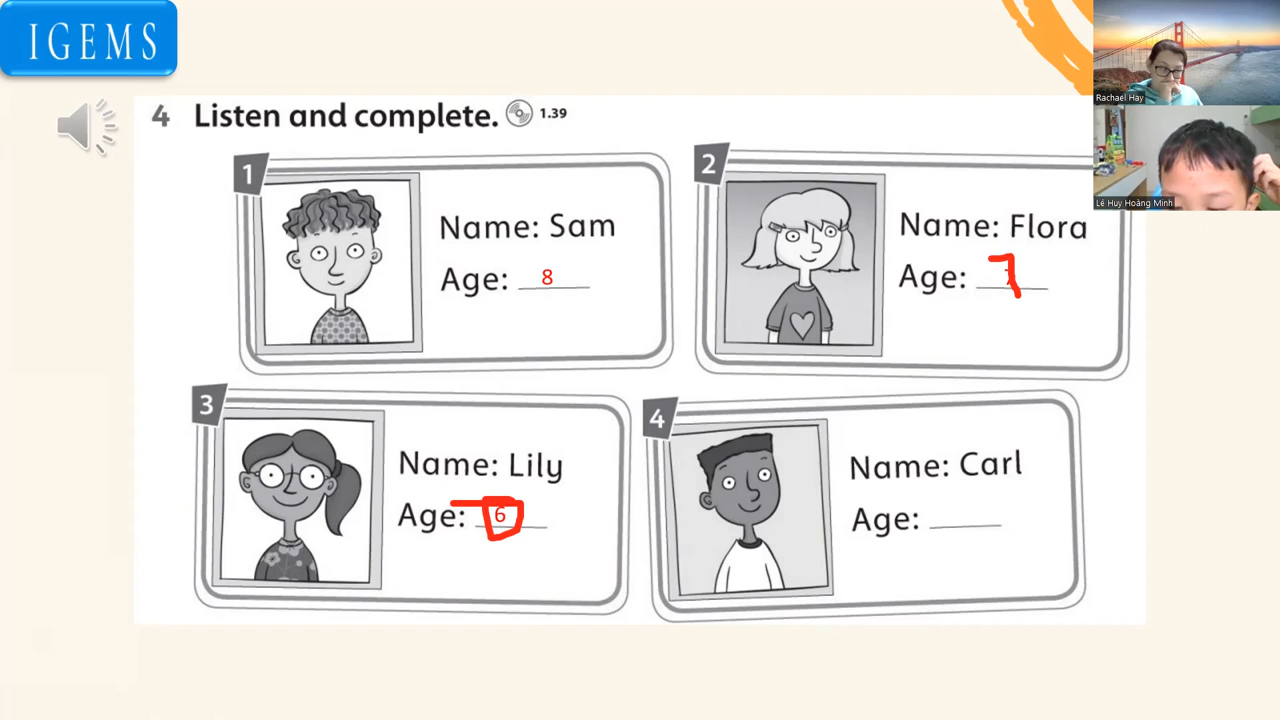 IGEMS
4 Listen and complete. 1.39
1
Name: Sam
Age: 8
2
Name: Flora
Age: 7
3
Name: Lily
Age: 6
4
Name: Carl
Age:
Rachael Hay
Lê Huy Hoàng Minh